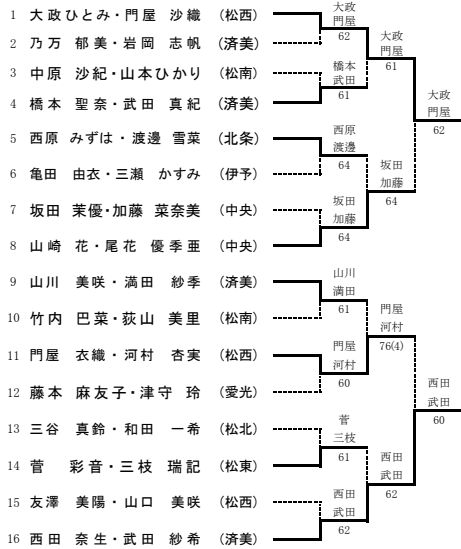 1 大政ひとみ・門屋 沙織 (松西)
2 乃万 郁美・岩岡 志帆 (済美)
3 中原 沙紀・山本ひかり (松南)
4 橋本 聖奈・武田 真紀 (済美)
5 西原 みずは・渡邊 雪菜 (北条)
6 亀田 由衣・三瀬 かすみ (伊予)
7 坂田 茉優・加藤 菜奈美 (中央)
8 山崎 花・尾花 優季亜 (中央)
9 山川 美咲・満田 紗季 (済美)
10 竹内 巴菜・荻山 美里 (松南)
11 門屋 衣織・河村 杏実 (松西)
12 藤本 麻友子・津守 玲 (愛光)
13 三谷 真鈴・和田 一希 (松北)
14 菅 彩音・三枝 瑞記 (松東)
15 友澤 美陽・山口 美咲 (松西)
16 西田 奈生・武田 紗希 (済美)
大政
門屋
62
橋本
武田
61
西原
渡邊
64
坂田
加藤
64
山川
満田
61
門屋
河村
60
菅
三枝
61
西田
武田
62
大政
門屋
61
坂田
加藤
64
門屋
河村
76(4)
西田
武田
62
大政
門屋
62
西田
武田
60